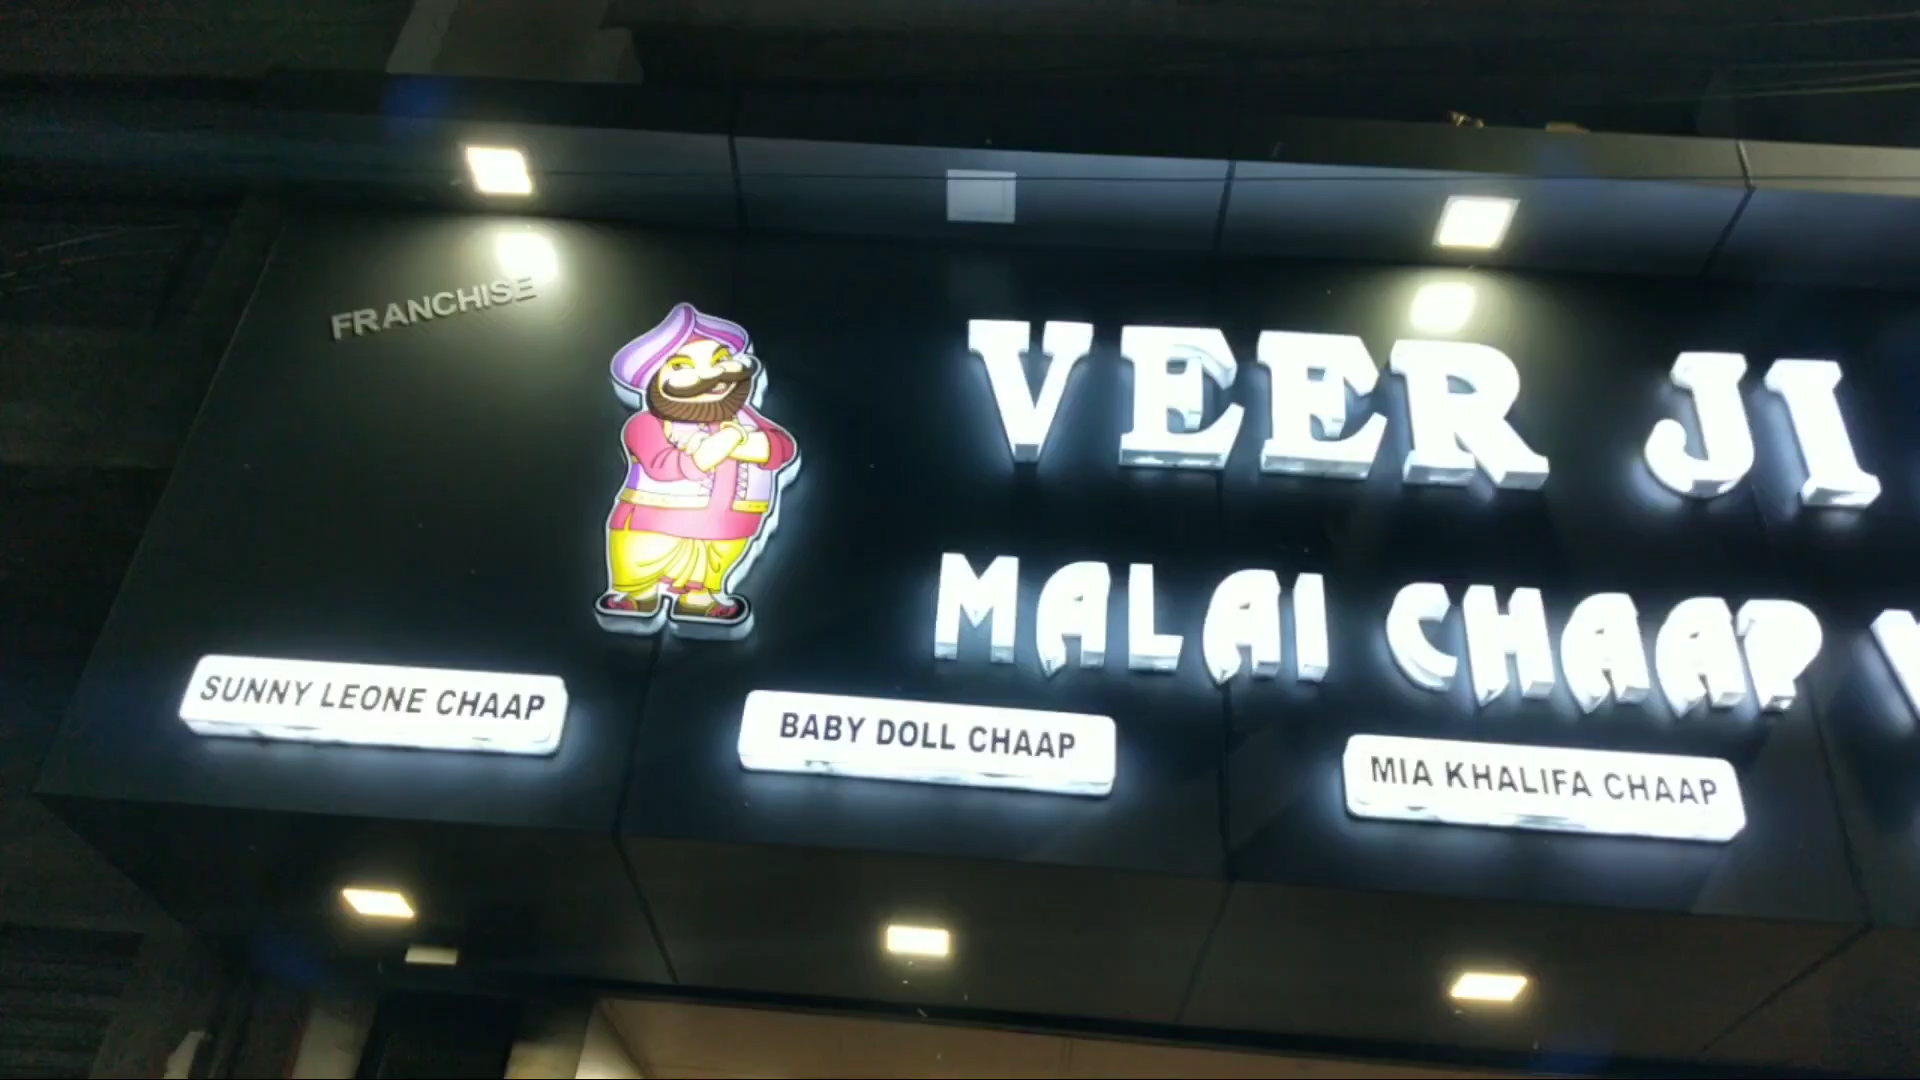 FRANCHISE
VEER JI
MALAI CHAAP
SUNNY LEONE CHAAP
BABY DOLL CHAAP
MIA KHALIFA CHAAP